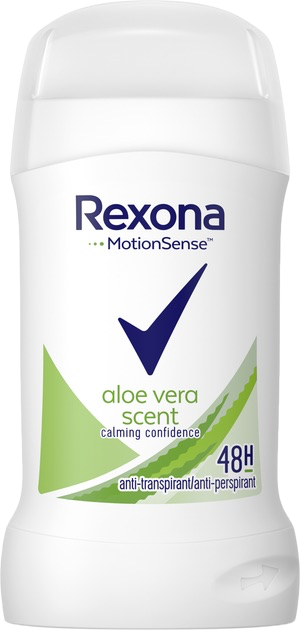 Rexona
MotionSense™
aloe vera
scent
calming confidence
48H
anti-transpirant/anti-perspirant